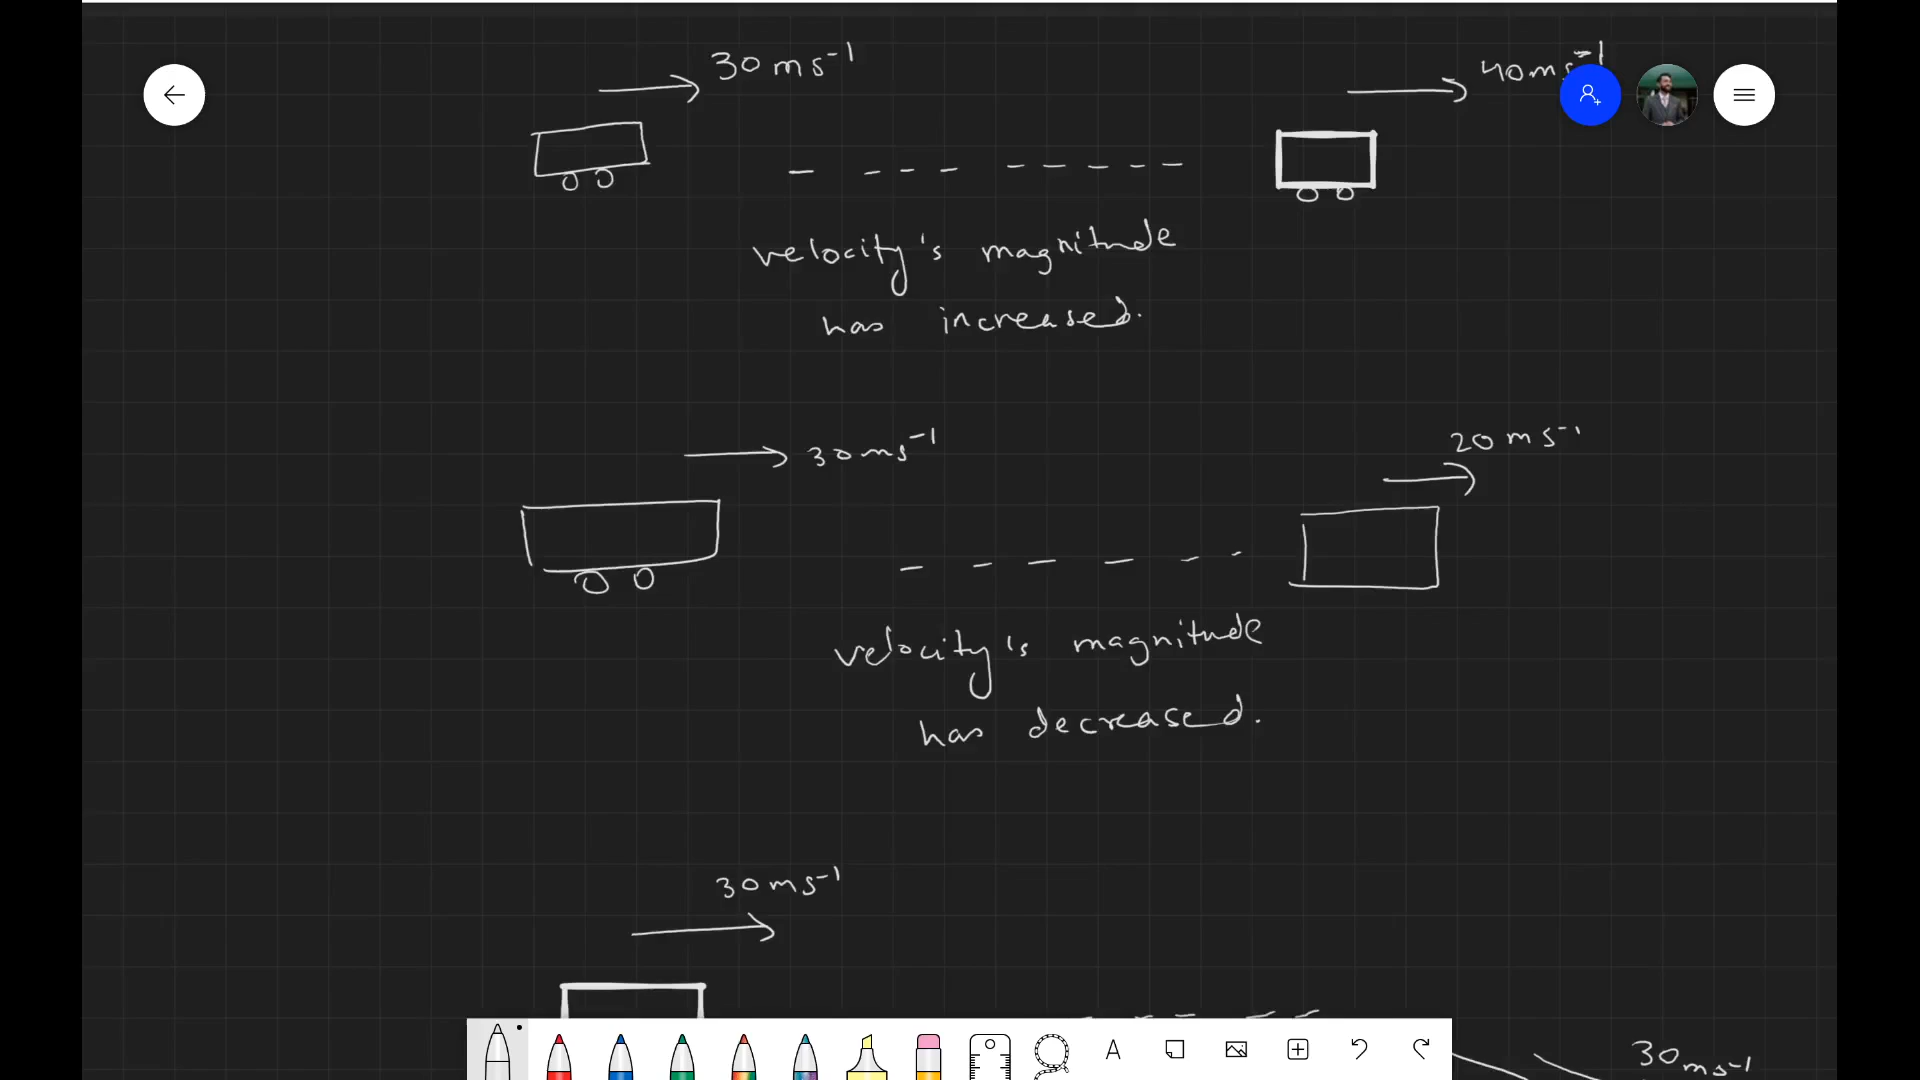 30 ms⁻¹
40 ms⁻¹
velocity's magnitude
has increased.
30 ms⁻¹
20 ms⁻¹
velocity's magnitude
has decreased.
30 ms⁻¹
A
30 ms⁻¹